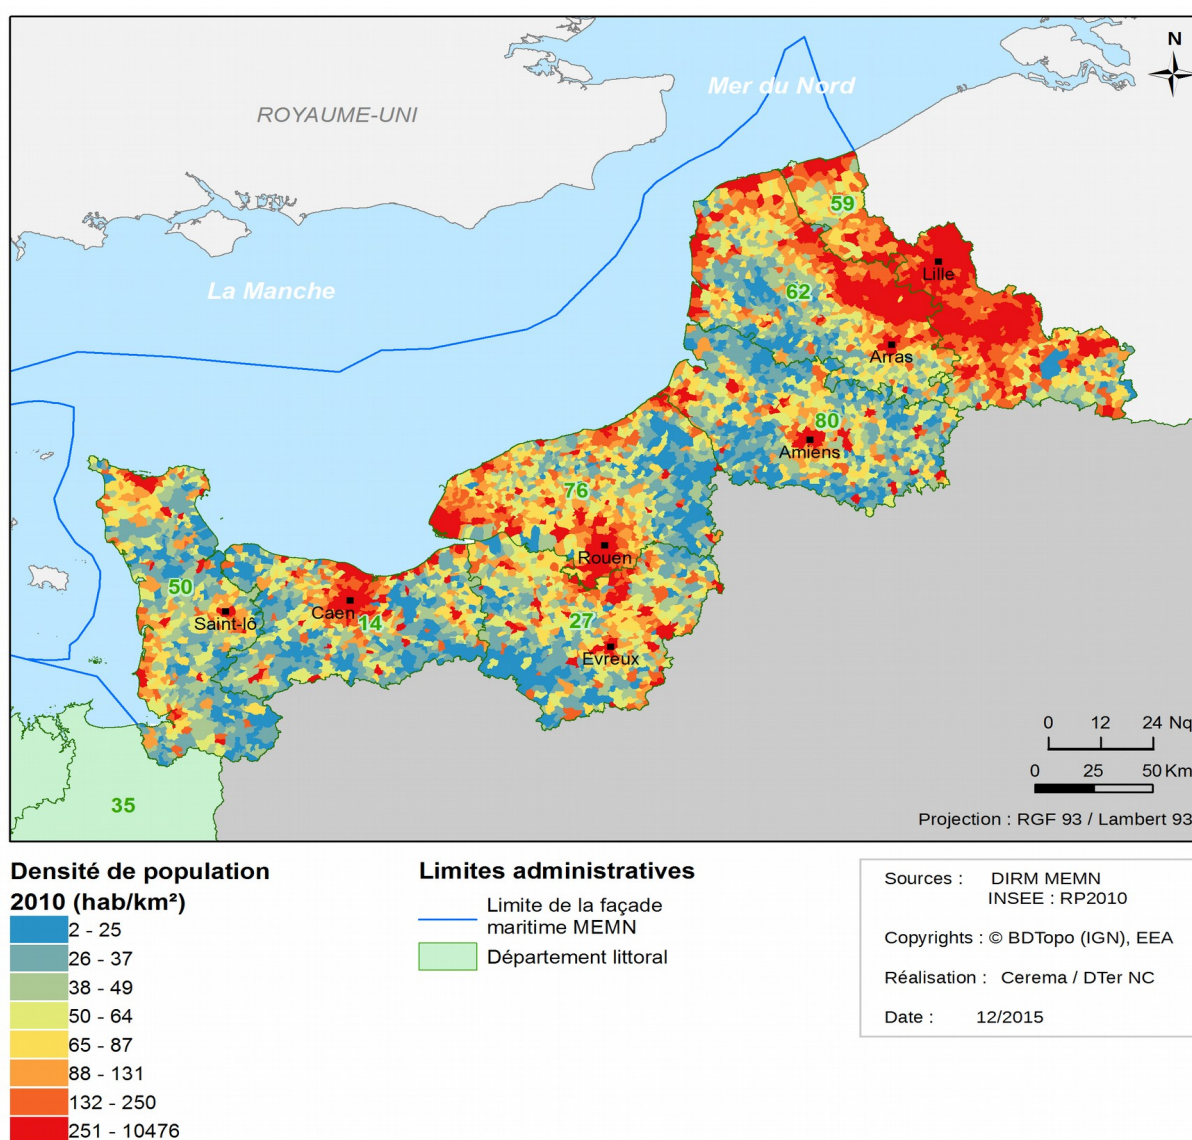 N
Mer du Nord
ROYAUME-UNI
59
Lille
La Manche
62
Arras
80
Amiens
76
Rouen
50
Saint-lô
Caen
14
27
Evreux
35
0 12 24 Nq
0 25 50 Km
Projection : RGF 93 / Lambert 93
Densité de population
2010 (hab/km²)
2 - 25
26 - 37
38 - 49
50 - 64
65 - 87
88 - 131
132 - 250
251 - 10476
Limites administratives
Limite de la façade
maritime MEMN
Département littoral
Sources : DIRM MEMN
INSEE : RP2010
Copyrights : © BDTopo (IGN), EEA
Réalisation : Cerema / DTer NC
Date : 12/2015